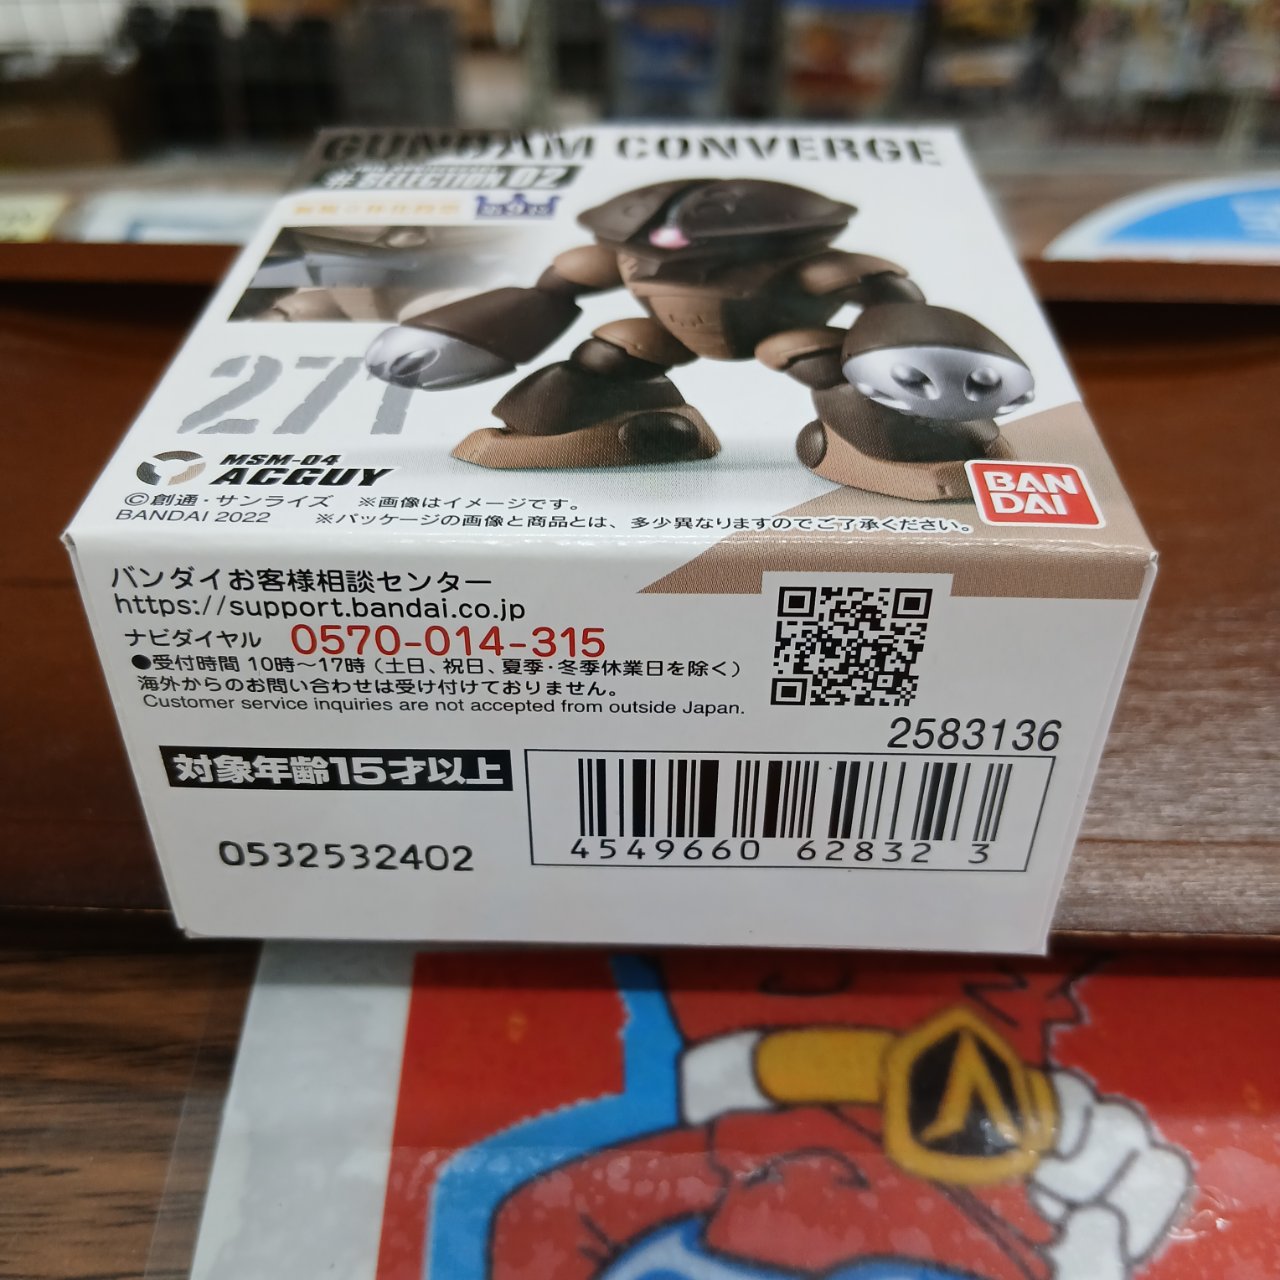 GUNDAM CONVERGE
# SELECTION 02
271
MSM-04
ACGUY
©創通・サンライズ ※画像はイメージです。
BANDAI 2022 ※パッケージの画像と商品とは、多少異なりますのでご了承ください。
BAN
DAI
バンダイお客様相談センター
https://support.bandai.co.jp
ナビダイヤル 0570-014-315
●受付時間 10時〜17時（土日、祝日、夏季・冬季休業日を除く）
海外からのお問い合わせは受け付けておりません。
Customer service inquiries are not accepted from outside Japan.
2583136
対象年齢15才以上
0532532402
4549660 62832 3